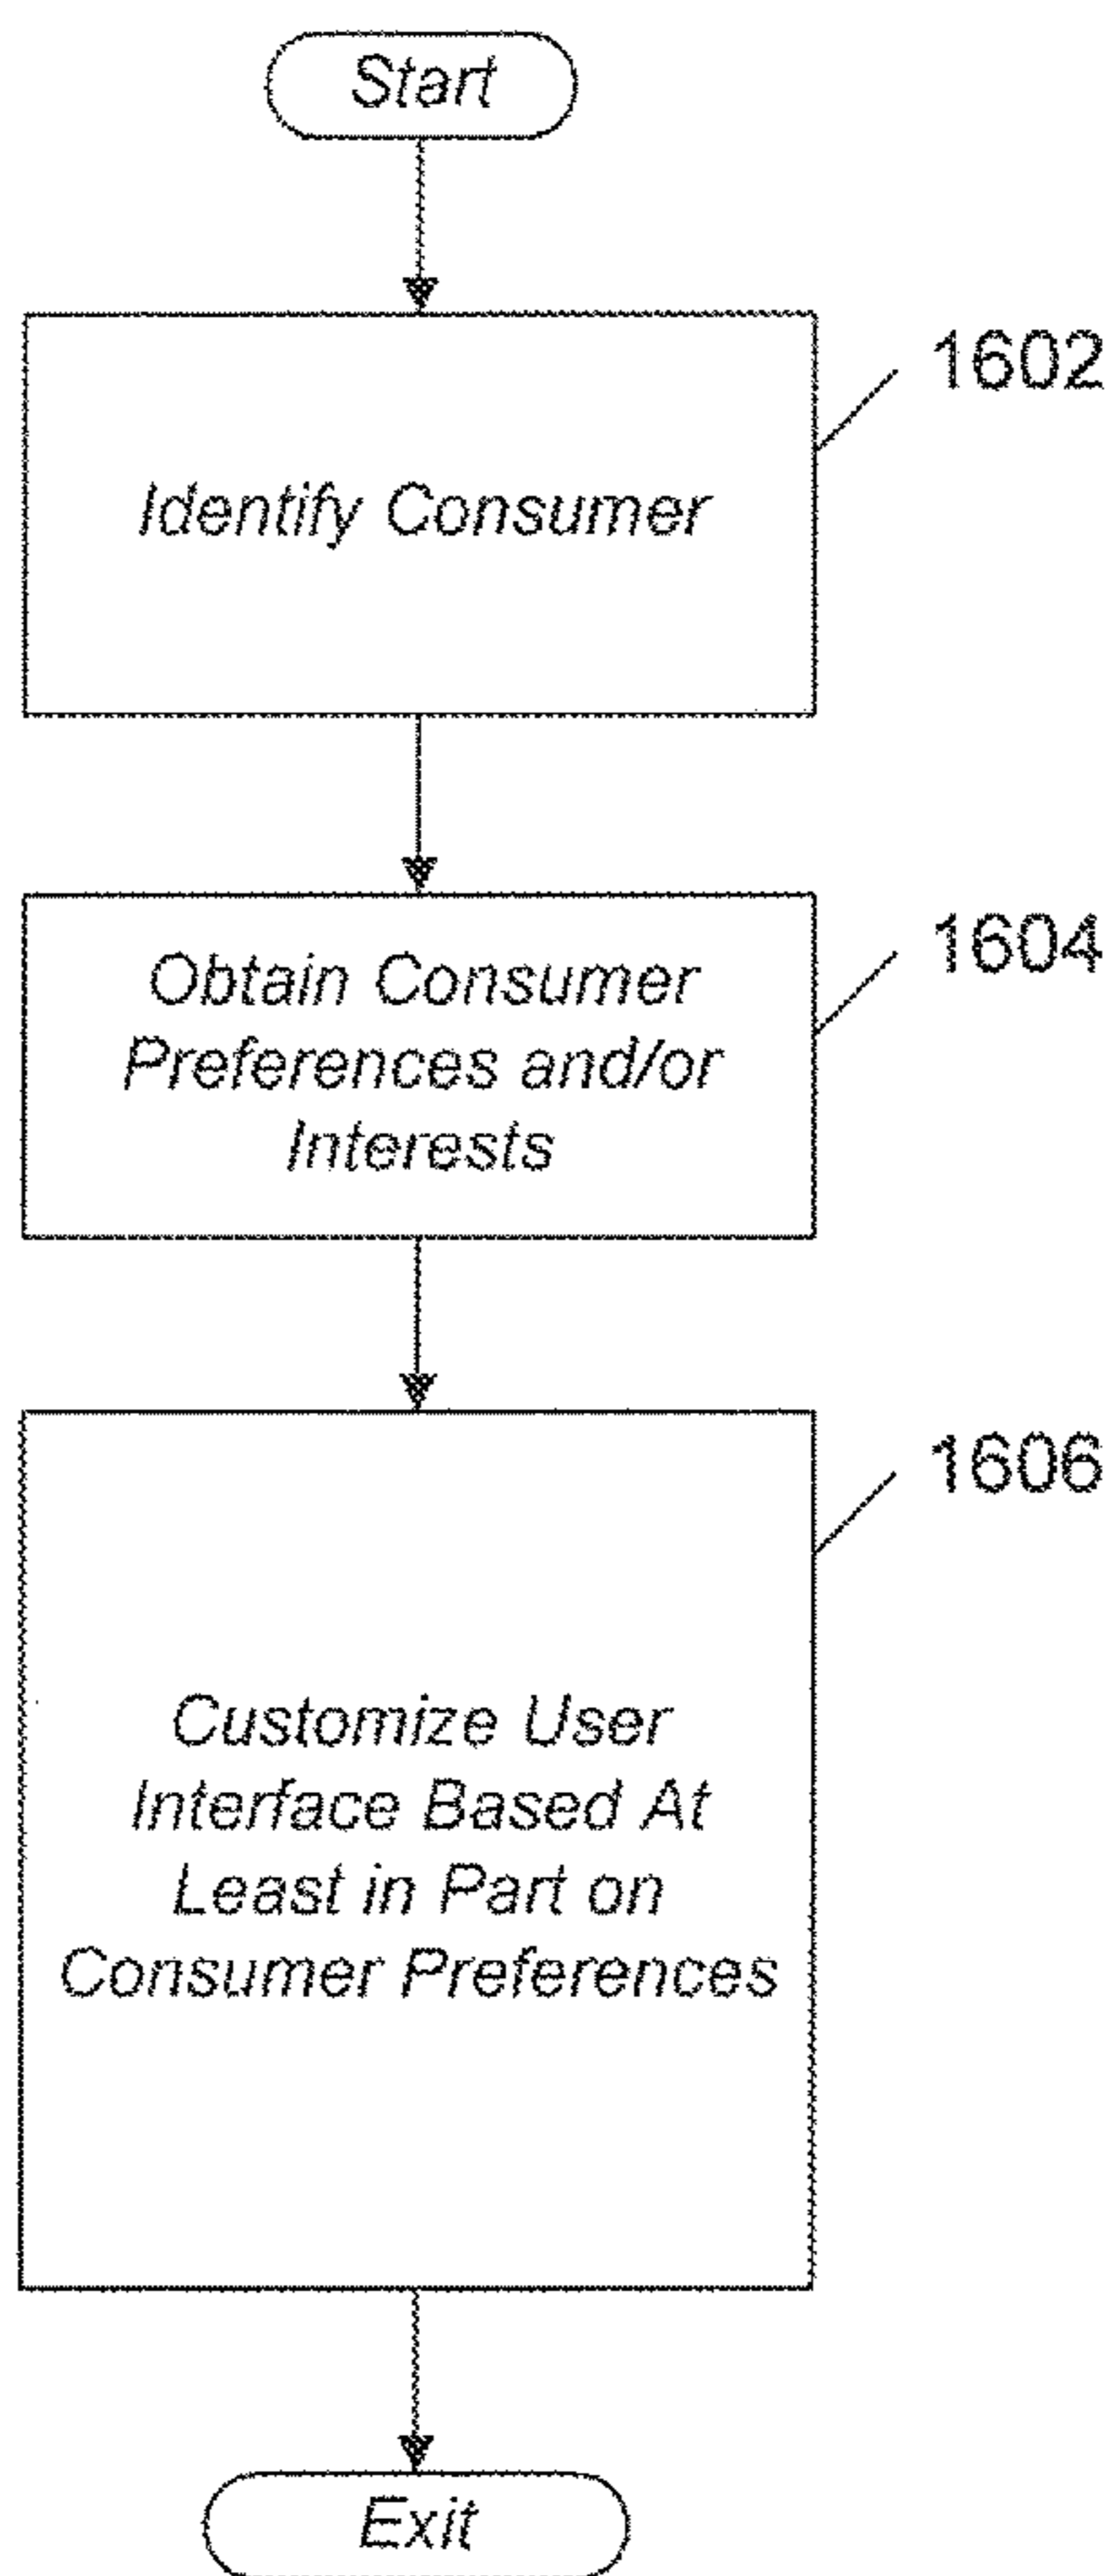 Start
1602
Identify Consumer
1604
Obtain Consumer
Preferences and/or
Interests
1606
Customize User
Interface Based At
Least in Part on
Consumer Preferences
Exit